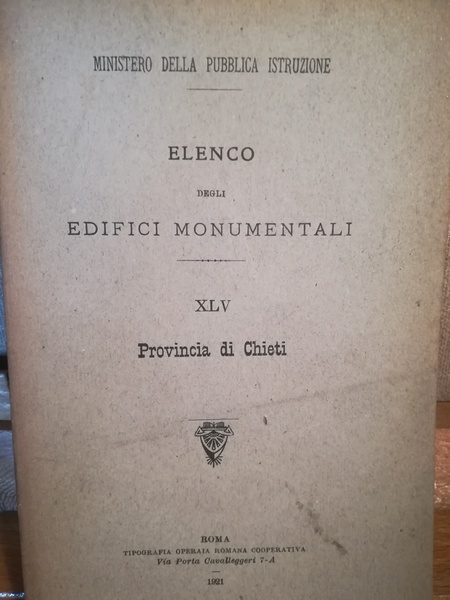 MINISTERO DELLA PUBBLICA ISTRUZIONE
ELENCO
DEGLI
EDIFICI MONUMENTALI
XLV
Provincia di Chieti
ROMA
TIPOGRAFIA OPERAIA ROMANA COOPERATIVA
Via Porta Cavalleggeri 7-A
1921